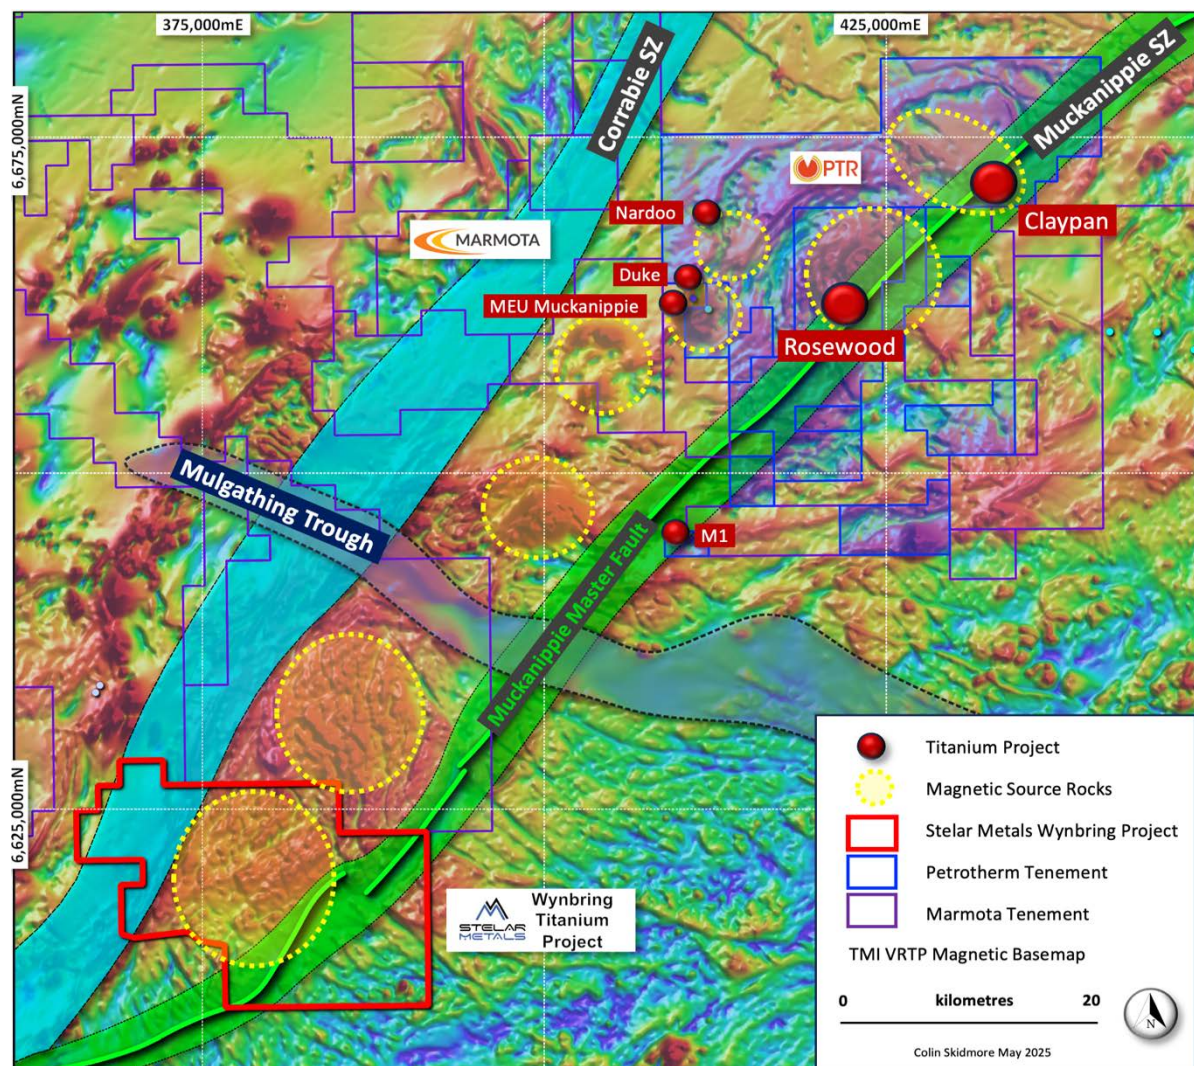 375,000mE
425,000mE
6,675,000mN
Corrabie SZ
Muckanippie SZ
PTR
Nardoo
Claypan
MARMOTA
Duke
MEU Muckanippie
Rosewood
Mulgathing Trough
M1
Muckanippie Master Fault
6,625,000mN
STELAR
METALS
Wynbring
Titanium
Project
Titanium Project
Magnetic Source Rocks
Stelar Metals Wynbring Project
Petrotherm Tenement
Marmota Tenement
TMI VRTP Magnetic Basemap
0 kilometres 20
N
Colin Skidmore May 2025